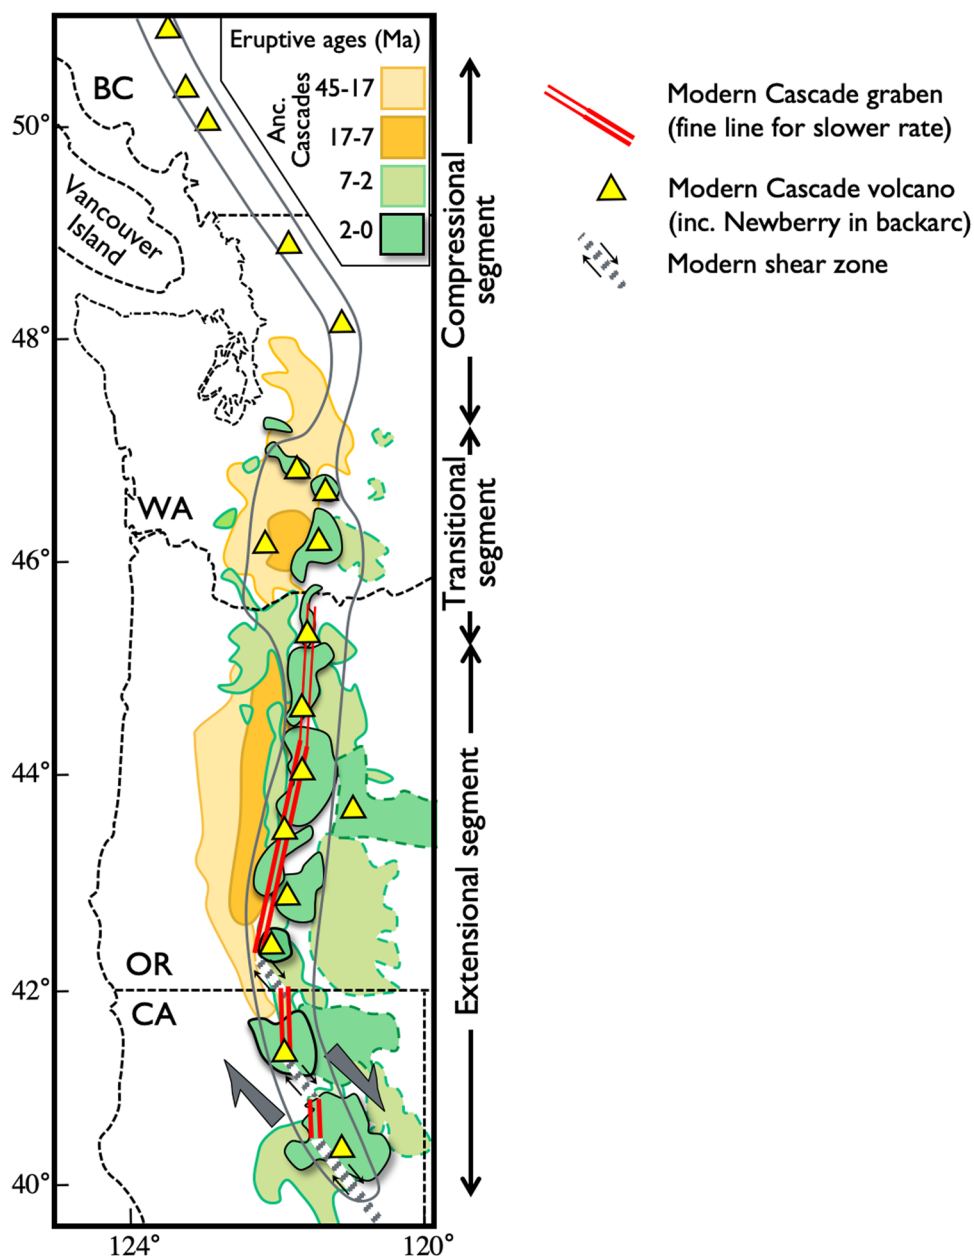 Eruptive ages (Ma)
Anc.
Cascades
45-17
17-7
7-2
2-0
BC
50°
Vancouver
Island
48°
WA
46°
44°
OR
42°
CA
40°
124°
120°
Compressional
segment
Transitional
segment
Extensional segment
Modern Cascade graben
(fine line for slower rate)
Modern Cascade volcano
(inc. Newberry in backarc)
Modern shear zone